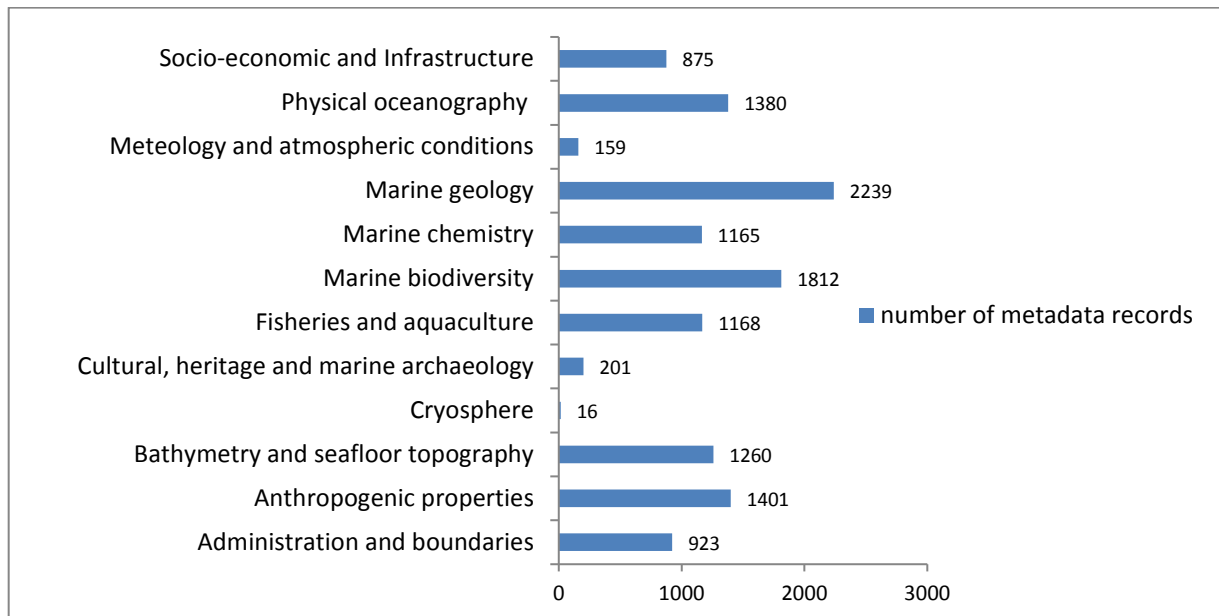 Socio-economic and Infrastructure 875
Physical oceanography 1380
Meteology and atmospheric conditions 159
Marine geology 2239
Marine chemistry 1165
Marine biodiversity 1812
Fisheries and aquaculture 1168
number of metadada records
Cultural, heritage and marine archaeology 201
Cryosphere 16
Bathymetry and seafloor topography 1260
Anthropogenic properties 1401
Administration and boundaries 923
0 1000 2000 3000